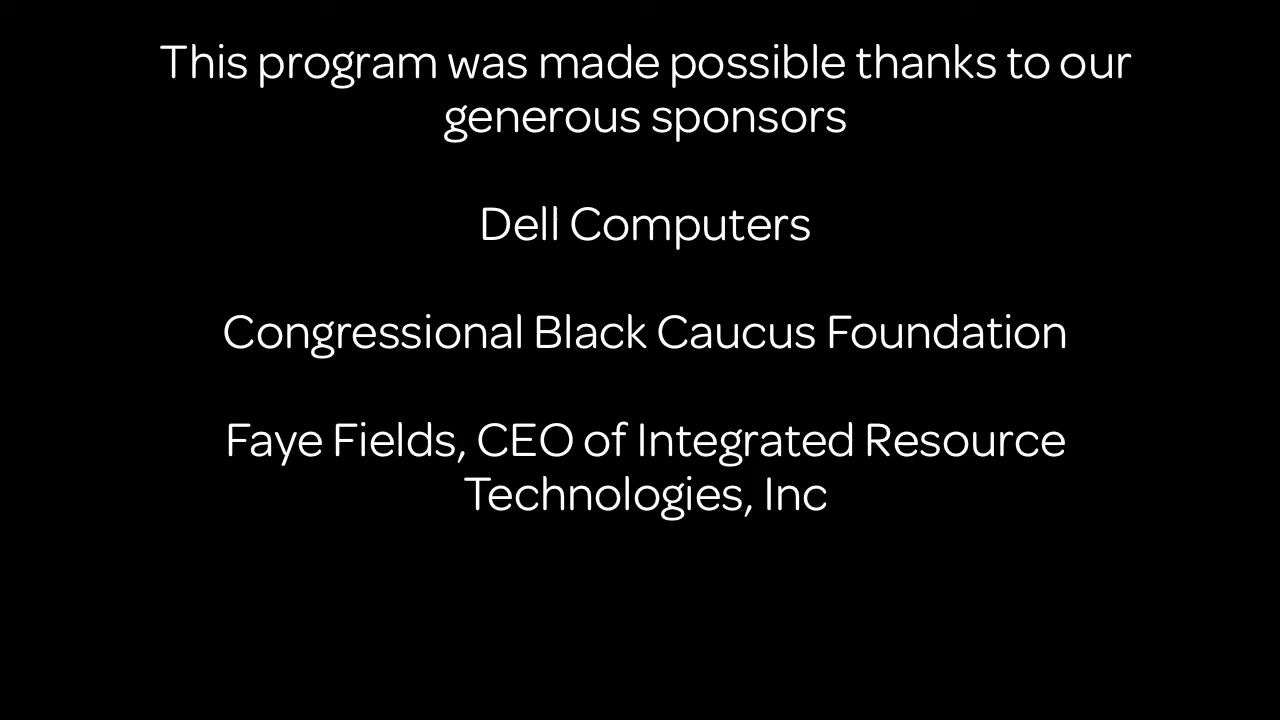 This program was made possible thanks to our
generous sponsors
Dell Computers
Congressional Black Caucus Foundation
Faye Fields, CEO of Integrated Resource
Technologies, Inc